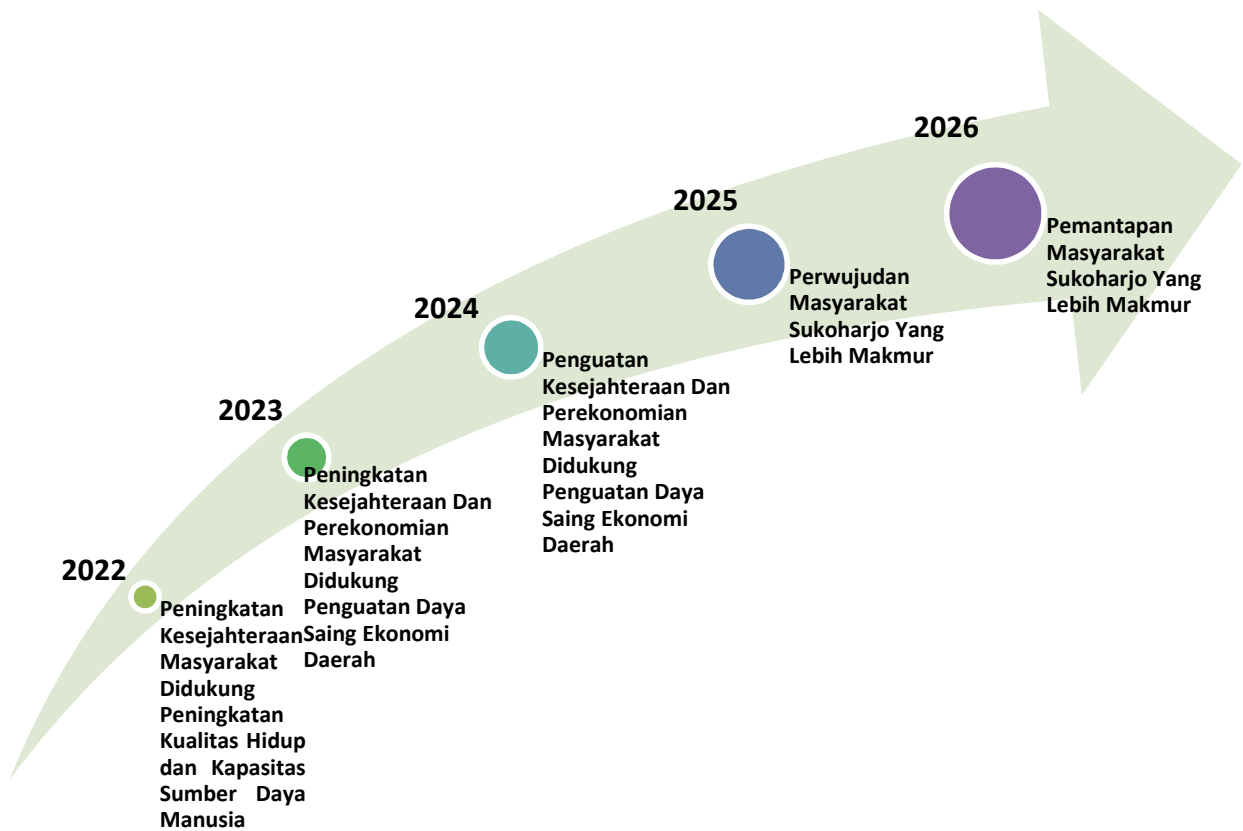 2022
Peningkatan
Kesejahteraan
Masyarakat
Didukung
Peningkatan
Kualitas Hidup
dan Kapasitas
Sumber Daya
Manusia
2023
Peningkatan
Kesejahteraan Dan
Perekonomian
Masyarakat
Didukung
Penguatan Daya
Saing Ekonomi
Daerah
2024
Penguatan
Kesejahteraan Dan
Perekonomian
Masyarakat
Didukung
Penguatan Daya
Saing Ekonomi
Daerah
2025
Perwujudan
Masyarakat
Sukoharjo Yang
Lebih Makmur
2026
Pemantapan
Masyarakat
Sukoharjo Yang
Lebih Makmur